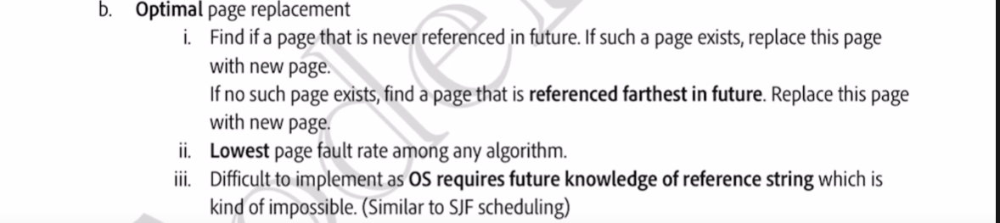 b. Optimal page replacement
i. Find if a page that is never referenced in future. If such a page exists, replace this page
with new page.
If no such page exists, find a page that is referenced farthest in future. Replace this page
with new page.
ii. Lowest page fault rate among any algorithm.
iii. Difficult to implement as OS requires future knowledge of reference string which is
kind of impossible. (Similar to SJF scheduling)